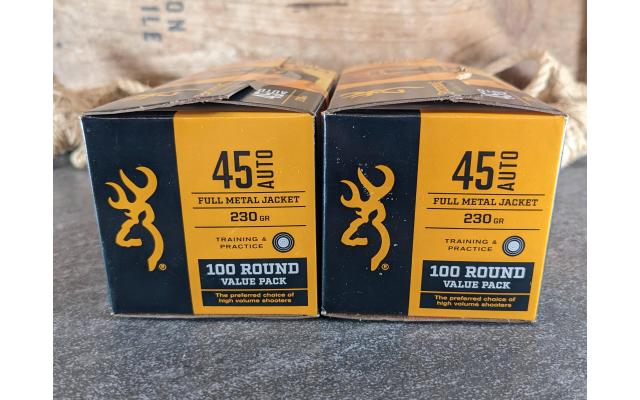 ON
TILE
45 AUTO
FULL METAL JACKET
230 GR
TRAINING &
PRACTICE
100 ROUND
VALUE PACK
The preferred choice of
high volume shooters
®
45 AUTO
FULL METAL JACKET
230 GR
TRAINING &
PRACTICE
100 ROUND
VALUE PACK
The preferred choice of
high volume shooters
®